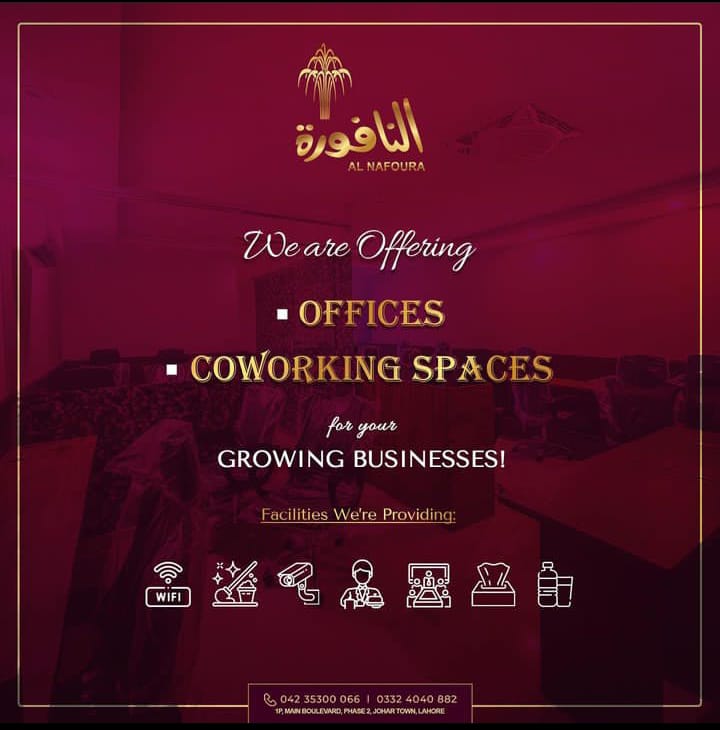 النافورة
AL NAFOURA
We are Offering
▪ OFFICES
▪ COWORKING SPACES
for your
GROWING BUSINESSES!
Facilities We're Providing:
WIFI
042 35300 066 | 0332 4040 882
1P, MAIN BOULEVARD, PHASE 2, JOHAR TOWN, LAHORE